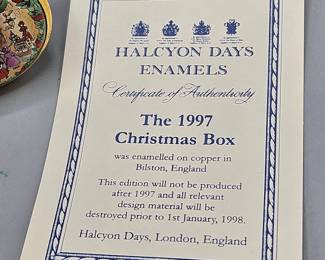 HALCYON DAYS
ENAMELS
Certificate of Authenticity
The 1997
Christmas Box
was enamelled on copper in
Bilston, England
This edition will not be produced
after 1997 and all relevant
design material will be
destroyed prior to 1st January, 1998.
Halcyon Days, London, England